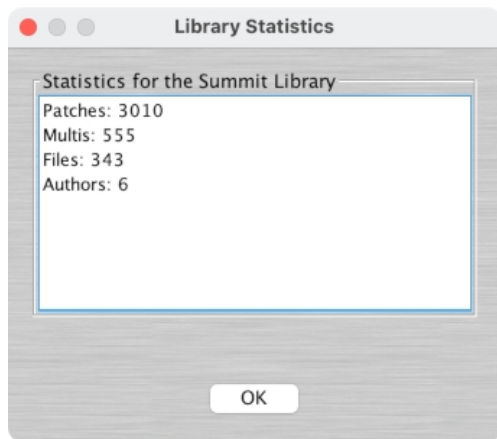 Library Statistics
Statistics for the Summit Library
Patches: 3010
Multis: 555
Files: 343
Authors: 6
OK